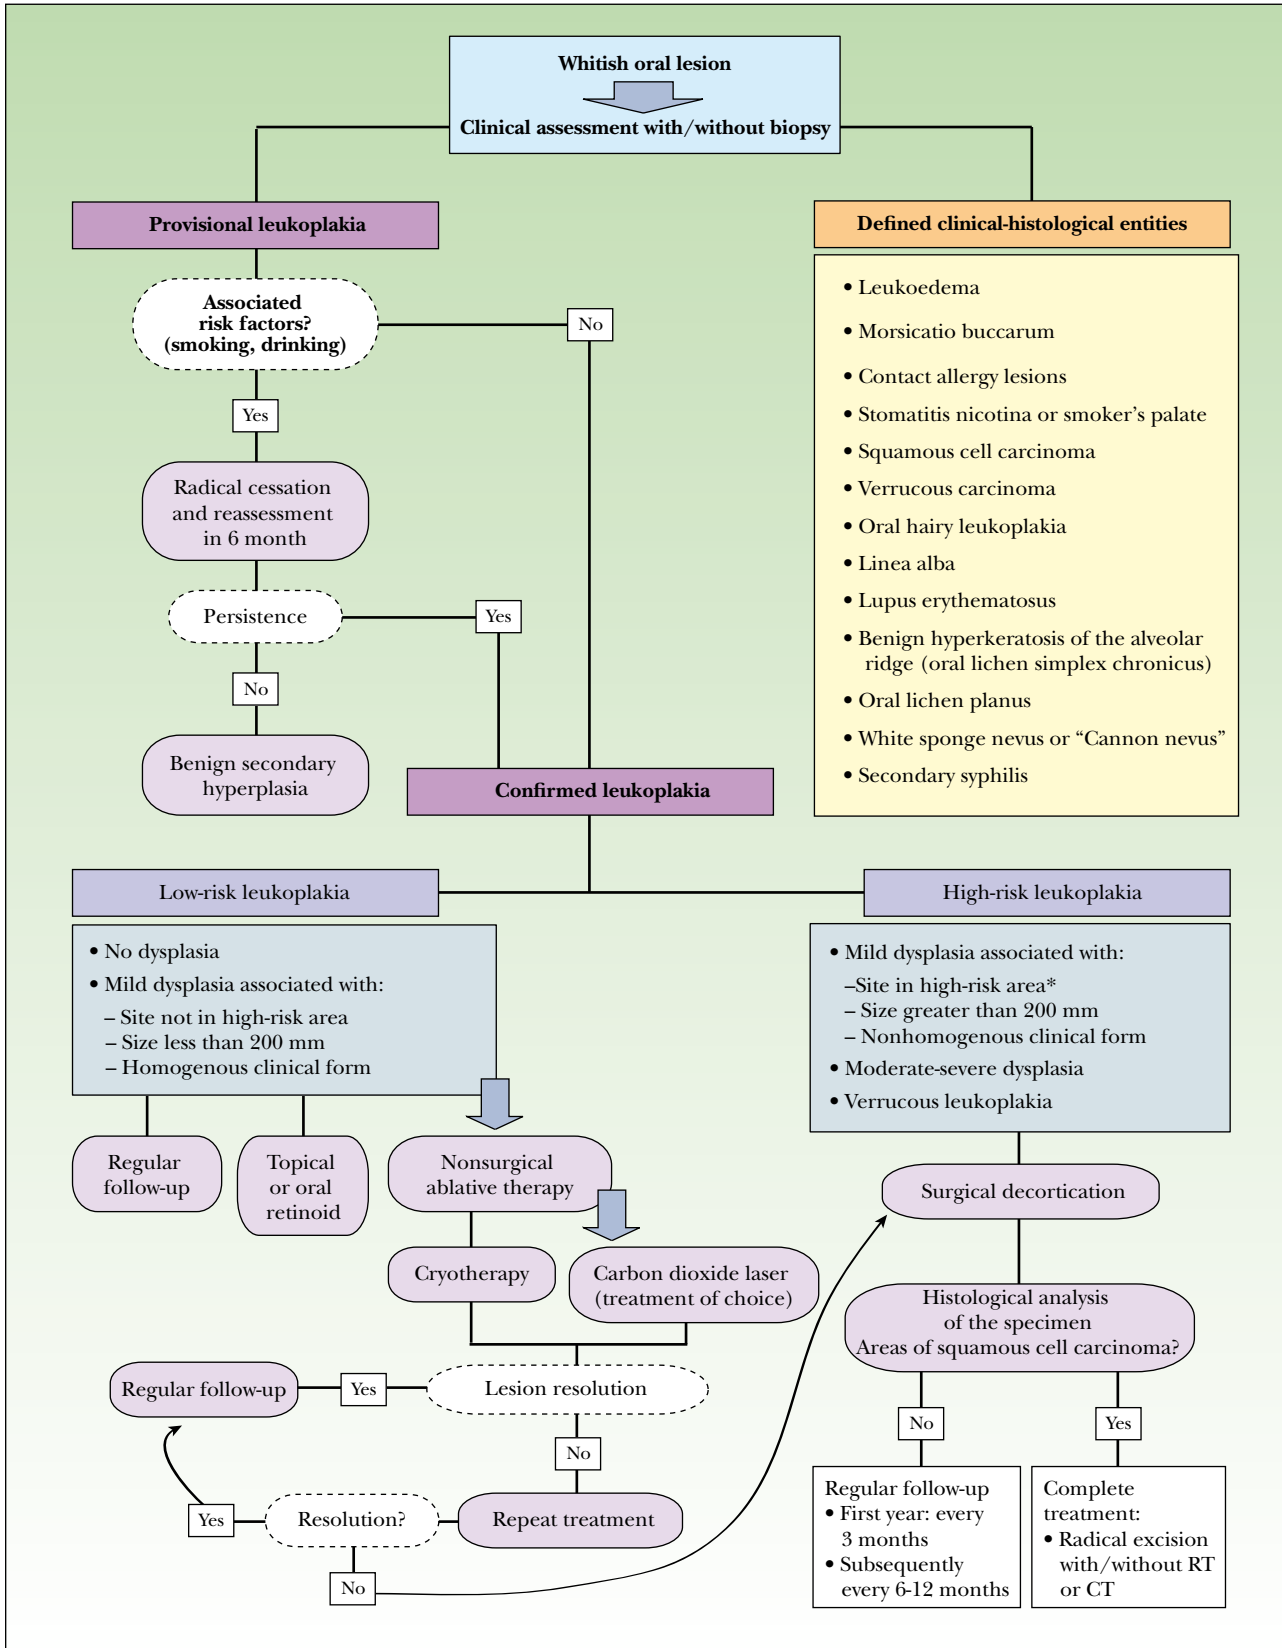 Whitish oral lesion
Clinical assessment with/without biopsy
Provisional leukoplakia
Associated
risk factors?
(smoking, drinking)
No
Yes
Radical cessation
and reassessment
in 6 month
Persistence
Yes
No
Benign secondary
hyperplasia
Defined clinical-histological entities
• Leukoedema
• Morsicatio buccarum
• Contact allergy lesions
• Stomatitis nicotina or smoker's palate
• Squamous cell carcinoma
• Verrucous carcinoma
• Oral hairy leukoplakia
• Linea alba
• Lupus erythematosus
• Benign hyperkeratosis of the alveolar
ridge (oral lichen simplex chronicus)
• Oral lichen planus
• White sponge nevus or “Cannon nevus”
• Secondary syphilis
Confirmed leukoplakia
Low-risk leukoplakia
• No dysplasia
• Mild dysplasia associated with:
– Site not in high-risk area
– Size less than 200 mm
– Homogenous clinical form
Regular
follow-up
Topical
or oral
retinoid
Nonsurgical
ablative therapy
Cryotherapy
Carbon dioxide laser
(treatment of choice)
Lesion resolution
Yes
Regular follow-up
No
Repeat treatment
Resolution?
Yes
No
High-risk leukoplakia
• Mild dysplasia associated with:
–Site in high-risk area*
– Size greater than 200 mm
– Nonhomogenous clinical form
• Moderate-severe dysplasia
• Verrucous leukoplakia
Surgical decortication
Histological analysis
of the specimen
Areas of squamous cell carcinoma?
No
Yes
Regular follow-up
• First year: every
3 months
• Subsequently
every 6-12 months
Complete
treatment:
• Radical excision
with/without RT
or CT